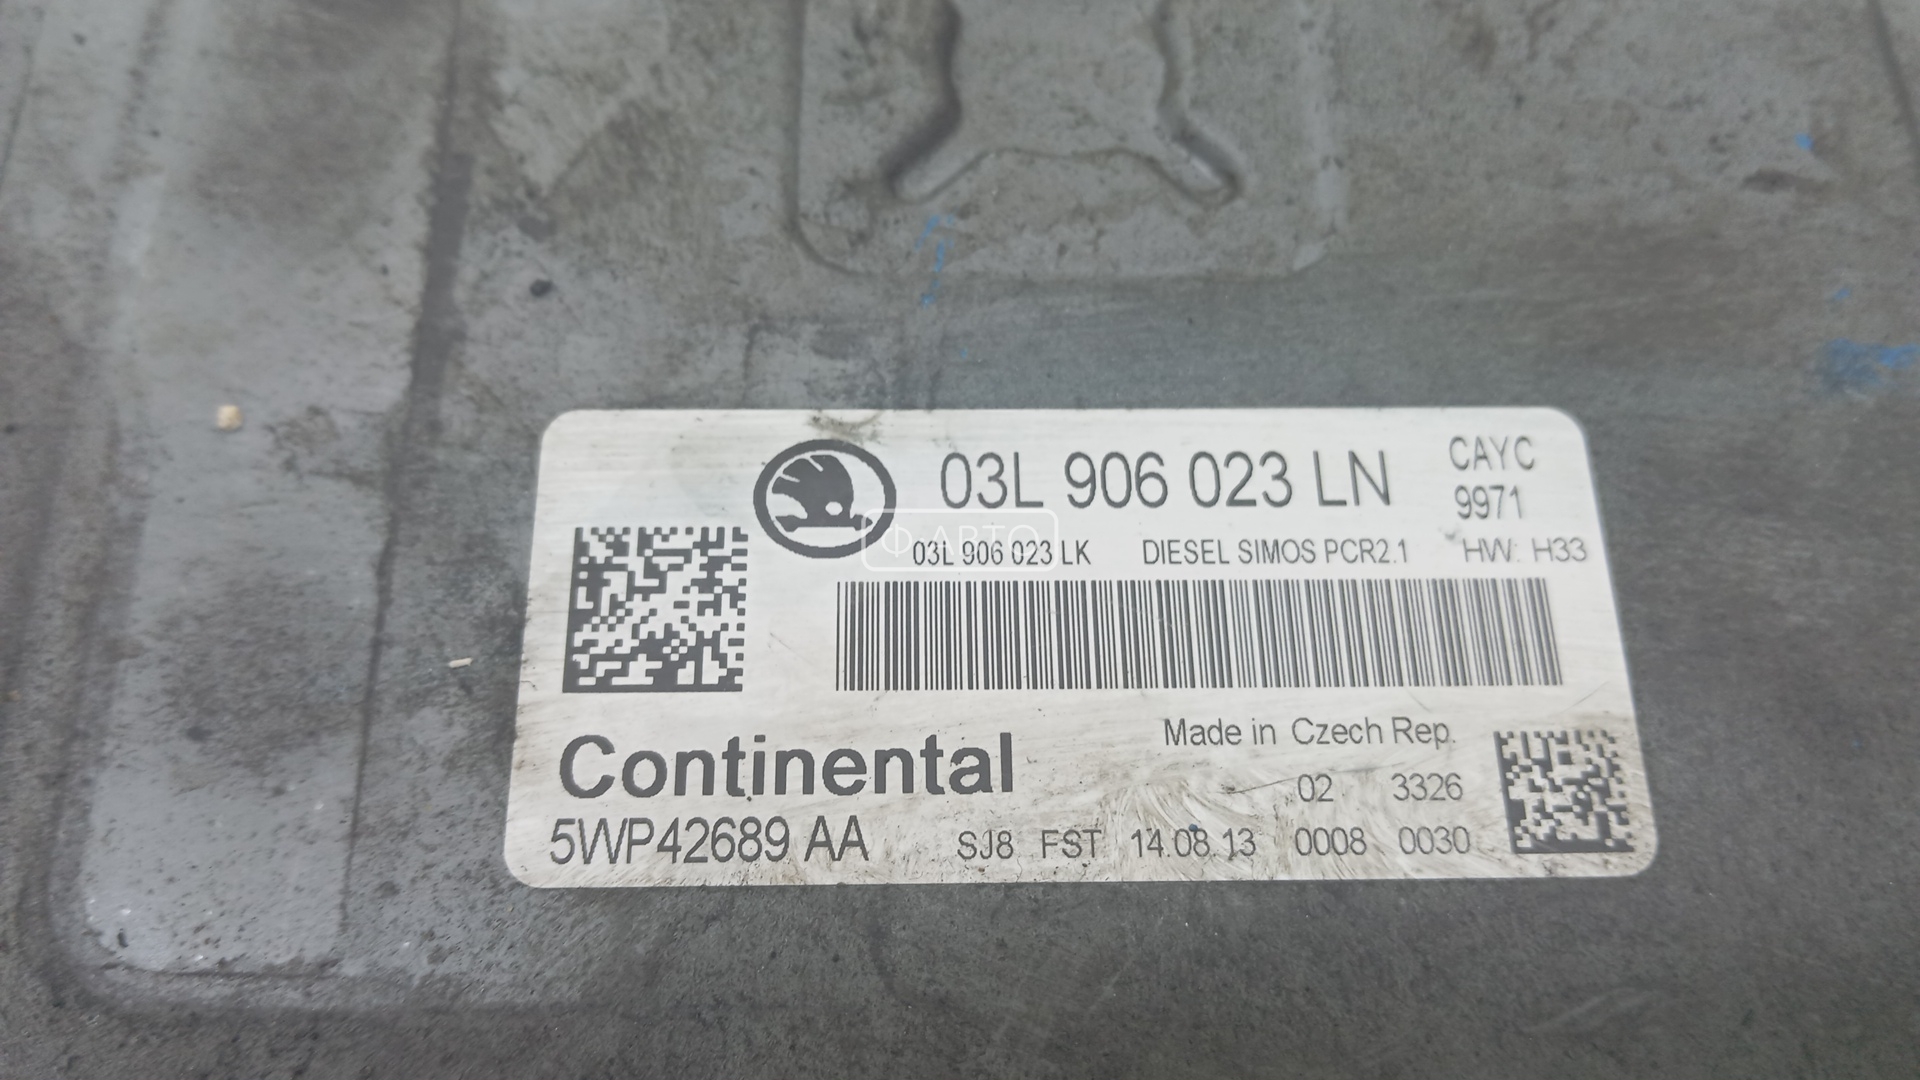 03L 906 023 LN
CAYC
9971
03L 906 023 LK DIESEL SIMOS PCR2.1 HW: H33
Ф АВТО
Made in Czech Rep.
Continental
02 3326
5WP42689 AA SJ8 FST 14.08.13 0008 0030